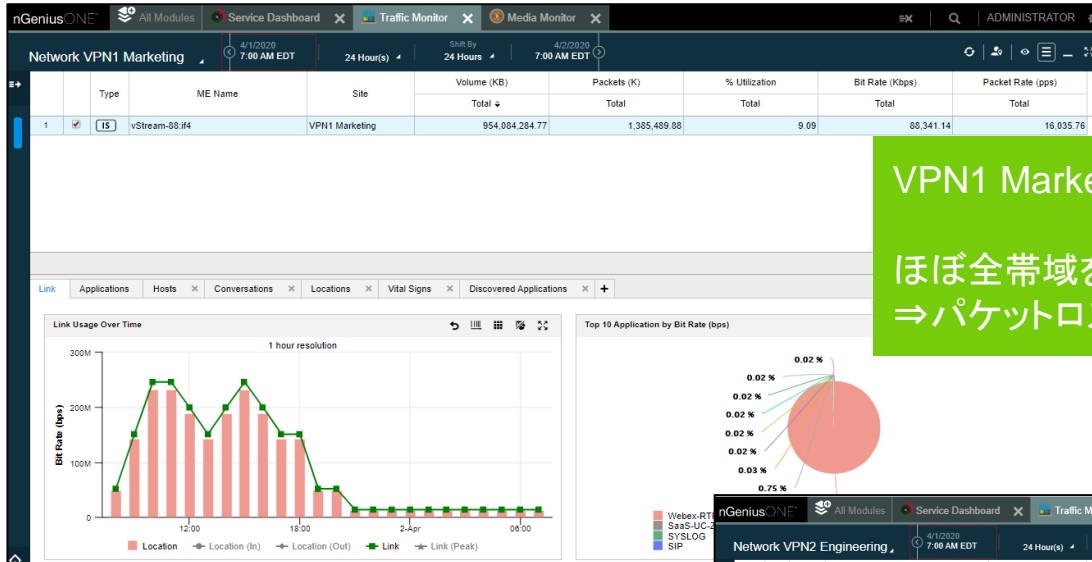 nGeniusONE™ All Modules Service Dashboard Traffic Monitor Media Monitor ADMINISTRATOR
Network VPN1 Marketing 4/1/2020 7:00 AM EDT 24 Hour(s) Shift By 24 Hours 4/2/2020 7:00 AM EDT
Type ME Name Site Volume (KB) Packets (K) % Utilization Bit Rate (Kbps) Packet Rate (pps)
Total Total Total Total Total
1 IS vStream-88:if4 VPN1 Marketing 954,084,284.77 1,385,489.88 9.09 88,341.14 16,035.76
VPN1
ほぼ全帯域
⇒パケットロ
Link Applications Hosts Conversations Locations Vital Signs Discovered Applications
Link Usage Over Time
1 hour resolution
Bit Rate (bps)
300M
200M
100M
0
12:00 18:00 2-Apr 06:00
Location Location (In) Location (Out) Link Link (Peak)
Top 10 Application by Bit Rate (bps)
0.02 %
0.02 %
0.02 %
0.02 %
0.02 %
0.02 %
0.03 %
0.75 %
SYSLOG
SIP
nGeniusONE™ All Modules Service Dashboard
Network VPN2 Engineering 4/1/2020 7:00 AM EDT 24 Hour(s)